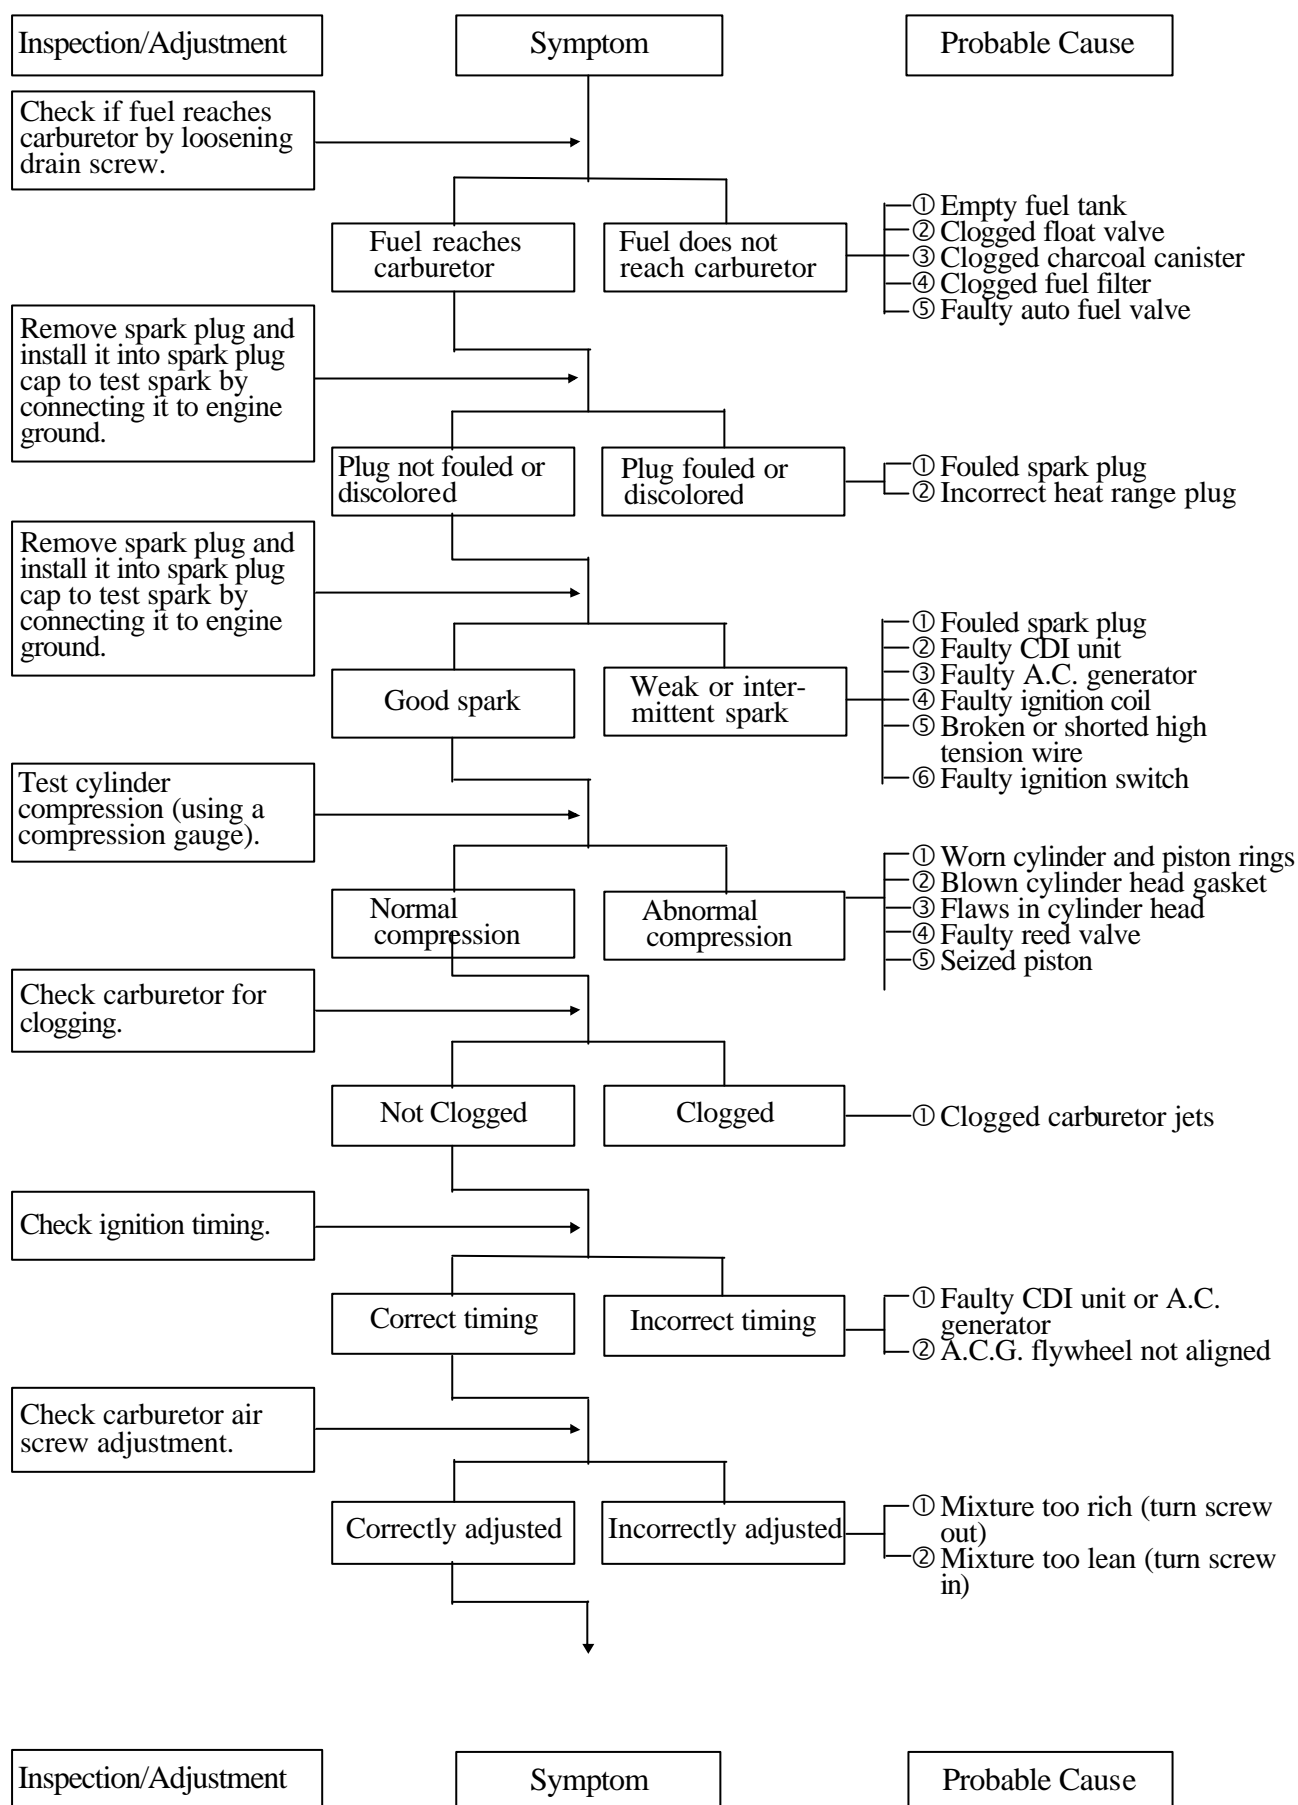 Inspection/Adjustment
Symptom
Probable Cause
Check if fuel reaches
carburetor by loosening
drain screw.
Fuel reaches
carburetor
Fuel does not
reach carburetor
① Empty fuel tank
② Clogged float valve
③ Clogged charcoal canister
④ Clogged fuel filter
⑤ Faulty auto fuel valve
Remove spark plug and
install it into spark plug
cap to test spark by
connecting it to engine
ground.
Plug not fouled or
discolored
Plug fouled or
discolored
① Fouled spark plug
② Incorrect heat range plug
Remove spark plug and
install it into spark plug
cap to test spark by
connecting it to engine
ground.
Good spark
Weak or inter-
mittent spark
① Fouled spark plug
② Faulty CDI unit
③ Faulty A.C. generator
④ Faulty ignition coil
⑤ Broken or shorted high
tension wire
⑥ Faulty ignition switch
Test cylinder
compression (using a
compression gauge).
Normal
compression
Abnormal
compression
① Worn cylinder and piston rings
② Blown cylinder head gasket
③ Flaws in cylinder head
④ Faulty reed valve
⑤ Seized piston
Check carburetor for
clogging.
Not Clogged
Clogged
① Clogged carburetor jets
Check ignition timing.
Correct timing
Incorrect timing
① Faulty CDI unit or A.C.
generator
② A.C.G. flywheel not aligned
Check carburetor air
screw adjustment.
Correctly adjusted
Incorrectly adjusted
① Mixture too rich (turn screw
out)
② Mixture too lean (turn screw
in)
Inspection/Adjustment
Symptom
Probable Cause